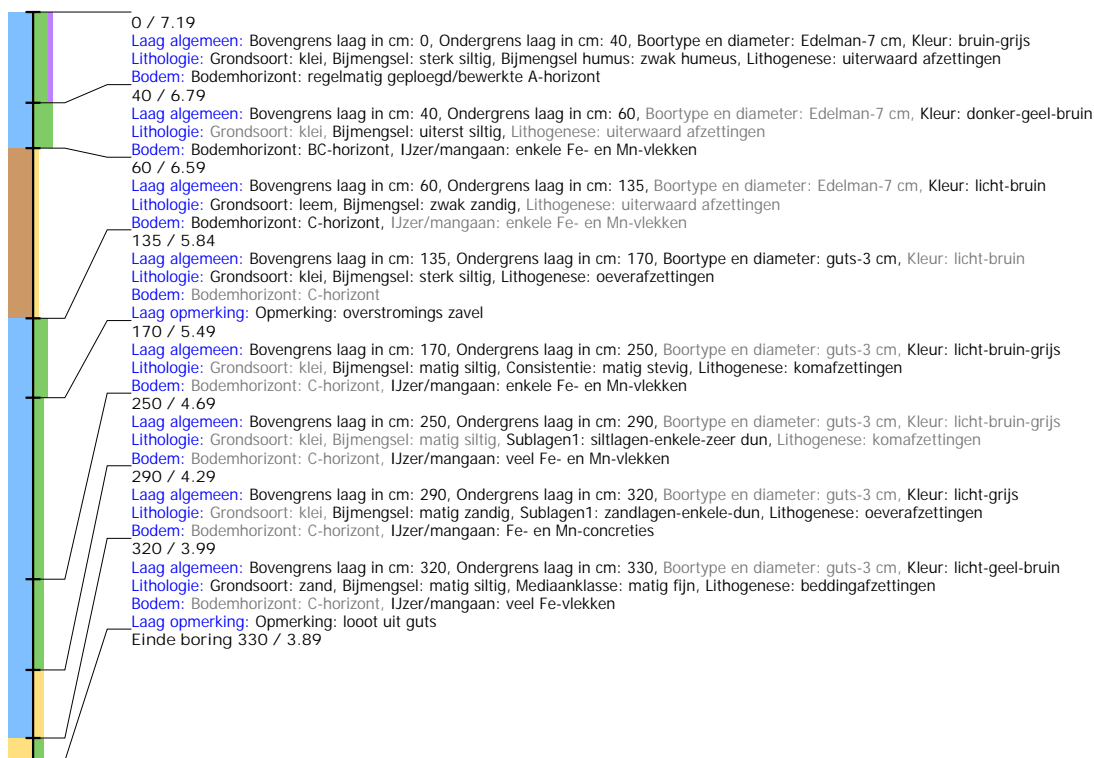 0 / 7.19
Laag algemeen: Bovengrens laag in cm: 0, Ondergrens laag in cm: 40, Boortype en diameter: Edelman-7 cm, Kleur: bruin-grijs
Lithologie: Grondsoort: klei, Bijmengsel: sterk siltig, Bijmengsel humus: zwak humeus, Lithogenese: uiterwaard afzettingen
Bodem: Bodemhorizont: regelmatig geploegd/bewerkte A-horizont
40 / 6.79
Laag algemeen: Bovengrens laag in cm: 40, Ondergrens laag in cm: 60, Boortype en diameter: Edelman-7 cm, Kleur: donker-geel-bruin
Lithologie: Grondsoort: klei, Bijmengsel: uiterst siltig, Lithogenese: uiterwaard afzettingen
Bodem: Bodemhorizont: BC-horizont, IJzer/mangaan: enkele Fe- en Mn-vlekken
60 / 6.59
Laag algemeen: Bovengrens laag in cm: 60, Ondergrens laag in cm: 135, Boortype en diameter: Edelman-7 cm, Kleur: licht-bruin
Lithologie: Grondsoort: leem, Bijmengsel: zwak zandig, Lithogenese: uiterwaard afzettingen
Bodem: Bodemhorizont: C-horizont, IJzer/mangaan: enkele Fe- en Mn-vlekken
135 / 5.84
Laag algemeen: Bovengrens laag in cm: 135, Ondergrens laag in cm: 170, Boortype en diameter: guts-3 cm, Kleur: licht-bruin
Lithologie: Grondsoort: klei, Bijmengsel: sterk siltig, Lithogenese: oeverafzettingen
Bodem: Bodemhorizont: C-horizont
Laag opmerking: Opmerking: overstromings zavel
170 / 5.49
Laag algemeen: Bovengrens laag in cm: 170, Ondergrens laag in cm: 250, Boortype en diameter: guts-3 cm, Kleur: licht-bruin-grijs
Lithologie: Grondsoort: klei, Bijmengsel: matig siltig, Consistentie: matig stevig, Lithogenese: komafzettingen
Bodem: Bodemhorizont: C-horizont, IJzer/mangaan: enkele Fe- en Mn-vlekken
250 / 4.69
Laag algemeen: Bovengrens laag in cm: 250, Ondergrens laag in cm: 290, Boortype en diameter: guts-3 cm, Kleur: licht-bruin-grijs
Lithologie: Grondsoort: klei, Bijmengsel: matig siltig, Sublagen1: siltlagen-enkele-zeer dun, Lithogenese: komafzettingen
Bodem: Bodemhorizont: C-horizont, IJzer/mangaan: veel Fe- en Mn-vlekken
290 / 4.29
Laag algemeen: Bovengrens laag in cm: 290, Ondergrens laag in cm: 320, Boortype en diameter: guts-3 cm, Kleur: licht-grijs
Lithologie: Grondsoort: klei, Bijmengsel: matig zandig, Sublagen1: zandlagen-enkele-dun, Lithogenese: oeverafzettingen
Bodem: Bodemhorizont: C-horizont, IJzer/mangaan: Fe- en Mn-concreties
320 / 3.99
Laag algemeen: Bovengrens laag in cm: 320, Ondergrens laag in cm: 330, Boortype en diameter: guts-3 cm, Kleur: licht-geel-bruin
Lithologie: Grondsoort: zand, Bijmengsel: matig siltig, Mediaanklasse: matig fijn, Lithogenese: beddingafzettingen
Bodem: Bodemhorizont: C-horizont, IJzer/mangaan: veel Fe-vlekken
Laag opmerking: Opmerking: looot uit guts
Einde boring 330 / 3.89